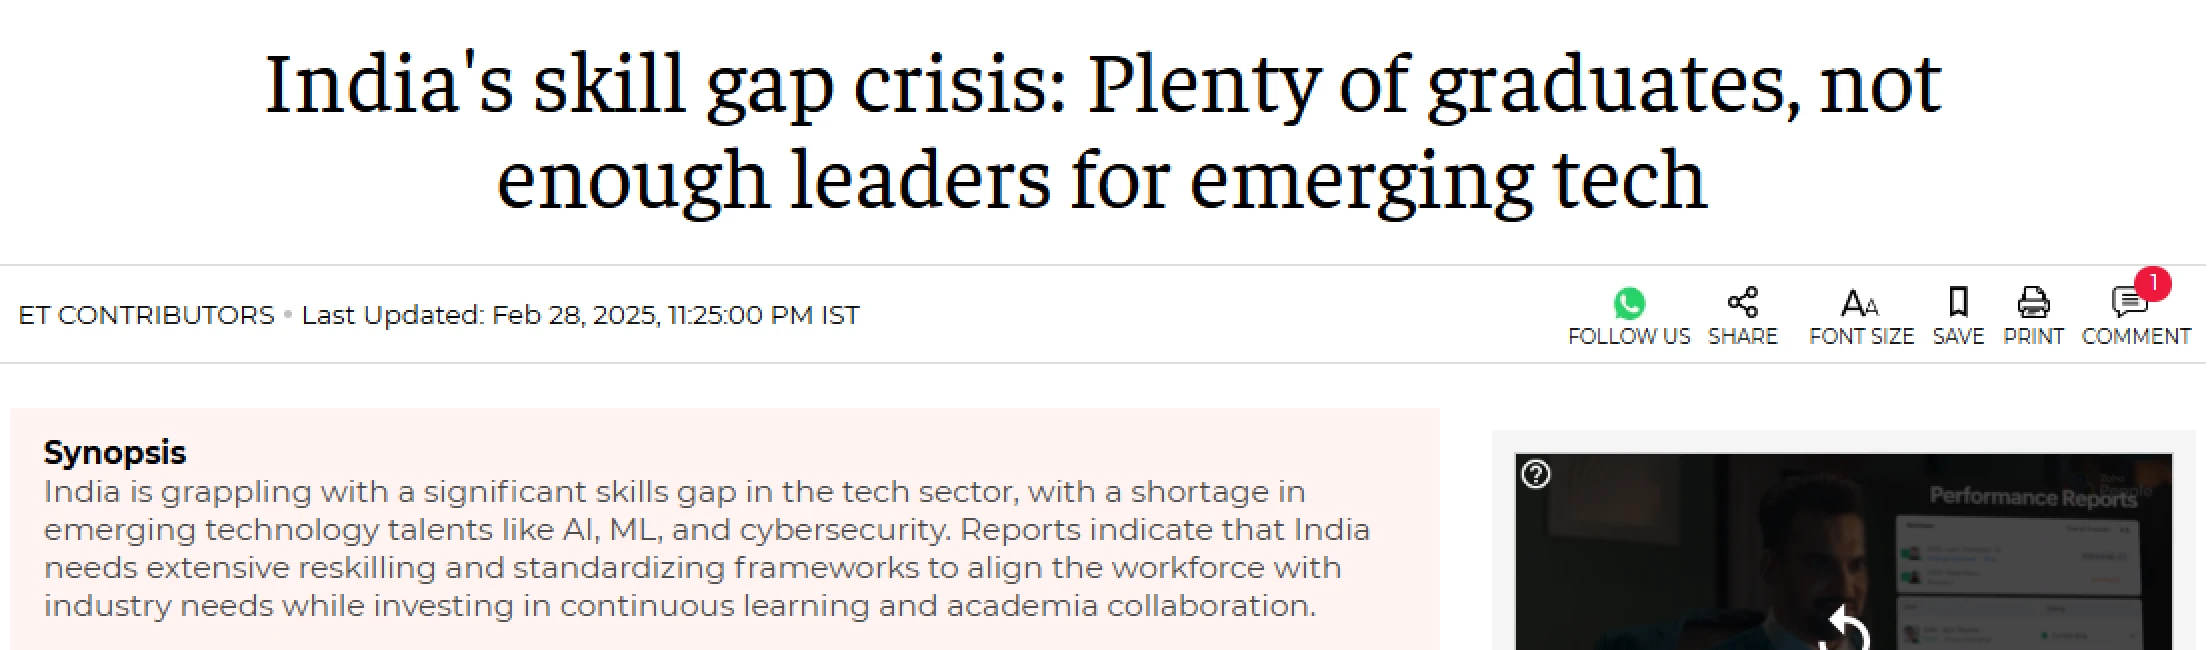 India's skill gap crisis: Plenty of graduates, not
enough leaders for emerging tech
ET CONTRIBUTORS • Last Updated: Feb 28, 2025, 11:25:00 PM IST
FOLLOW US SHARE FONT SIZE SAVE PRINT COMMENT
1
Synopsis
India is grappling with a significant skills gap in the tech sector, with a shortage in
emerging technology talents like AI, ML, and cybersecurity. Reports indicate that India
needs extensive reskilling and standardizing frameworks to align the workforce with
industry needs while investing in continuous learning and academia collaboration.
Zoho
People
Performance Reports